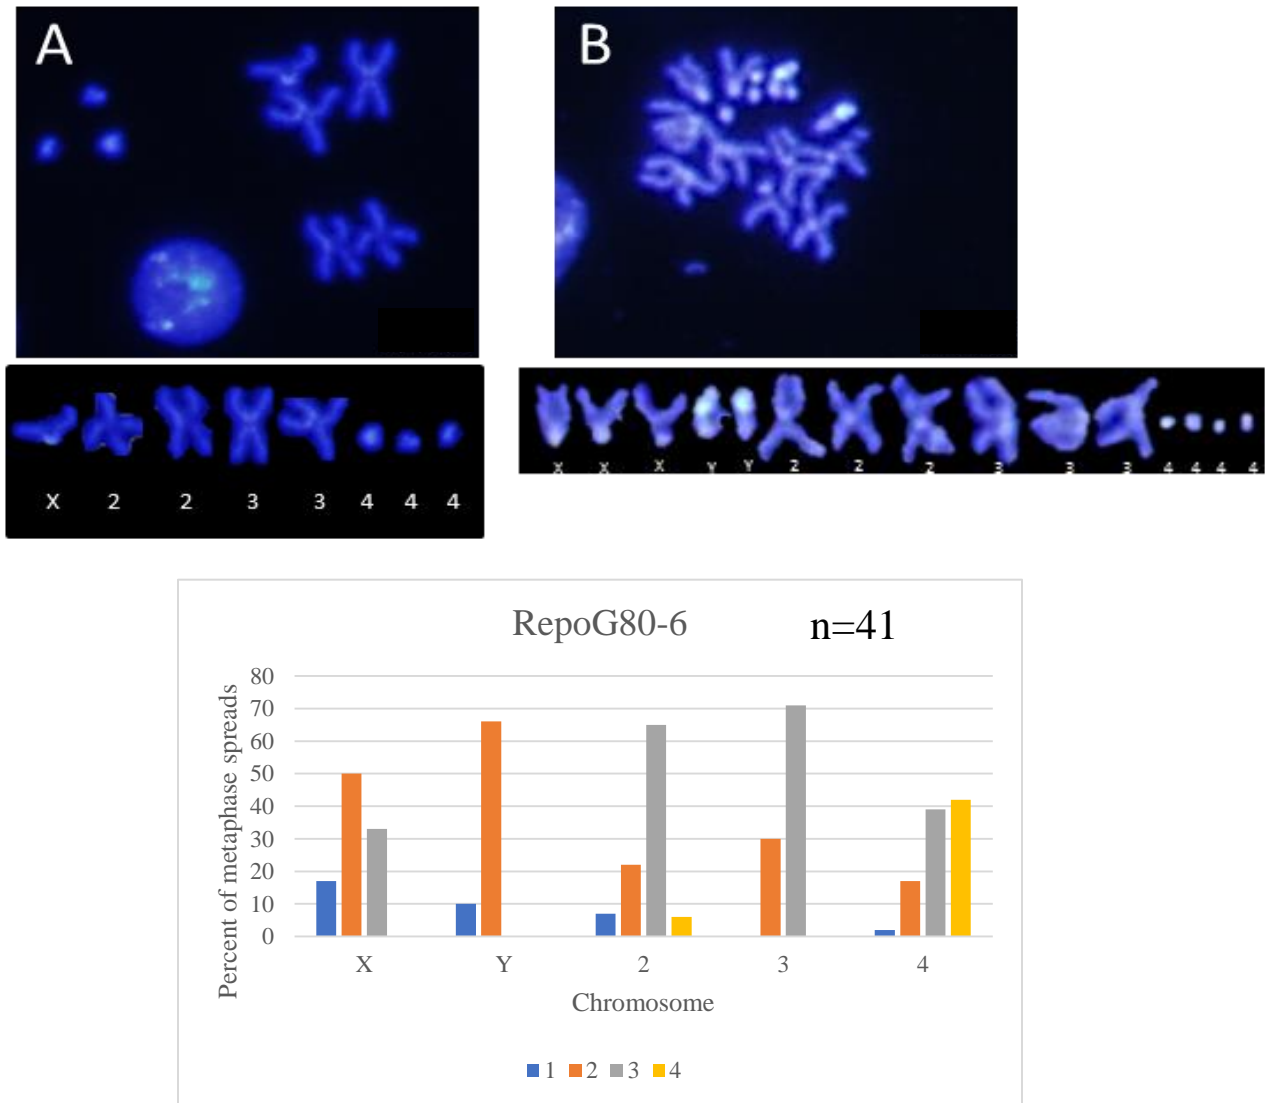 A
B
X 2 2 3 3 4 4 4
X X X Y Y 2 2 2 3 3 3 4 4 4 4
RepoG80-6 n=41
80
70
60
50
40
30
20
10
0
Percent of metaphase spreads
X Y 2 3 4
Chromosome
1 2 3 4